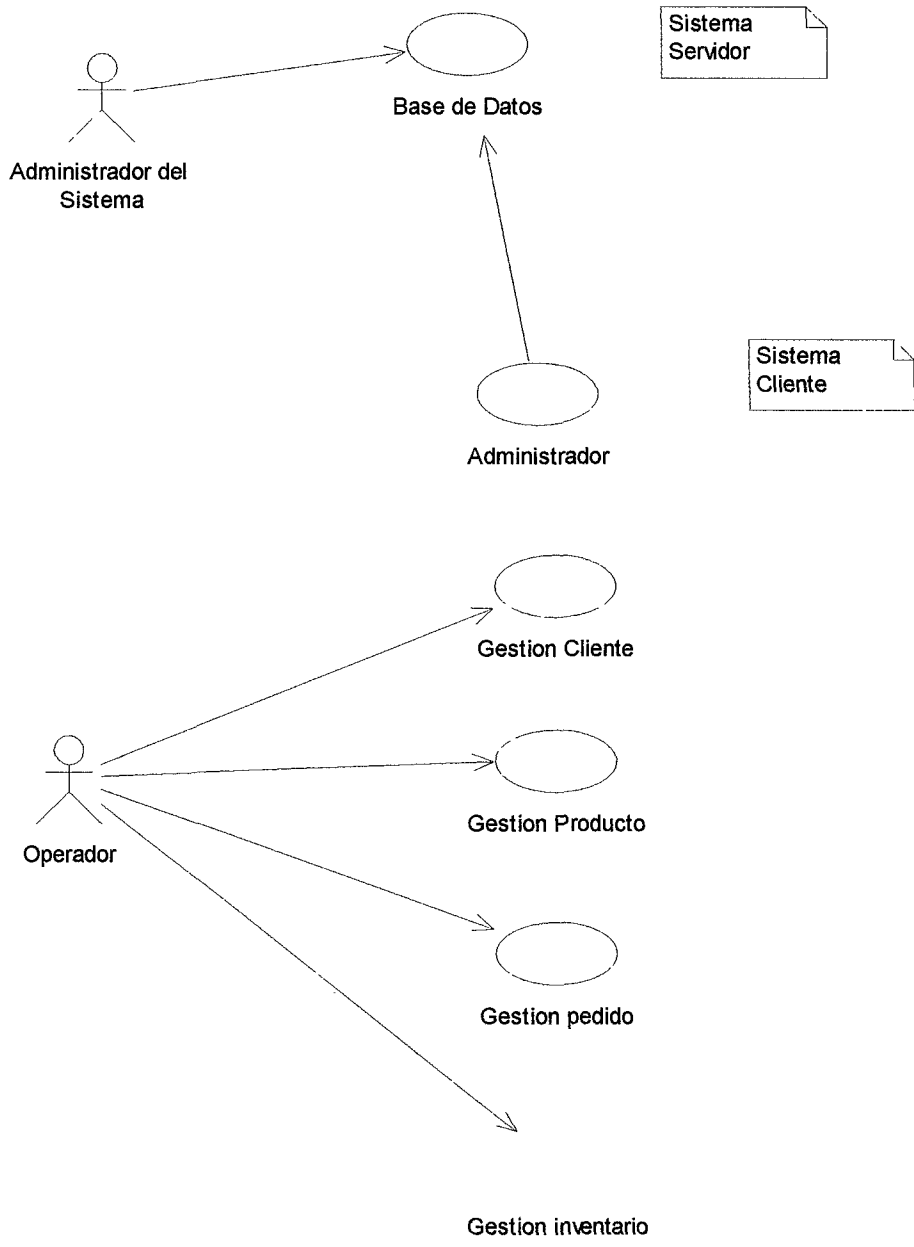 Sistema
Servidor
Base de Datos
Administrador del
Sistema
Sistema
Cliente
Administrador
Gestion Cliente
Gestion Producto
Operador
Gestion pedido
Gestion inventario